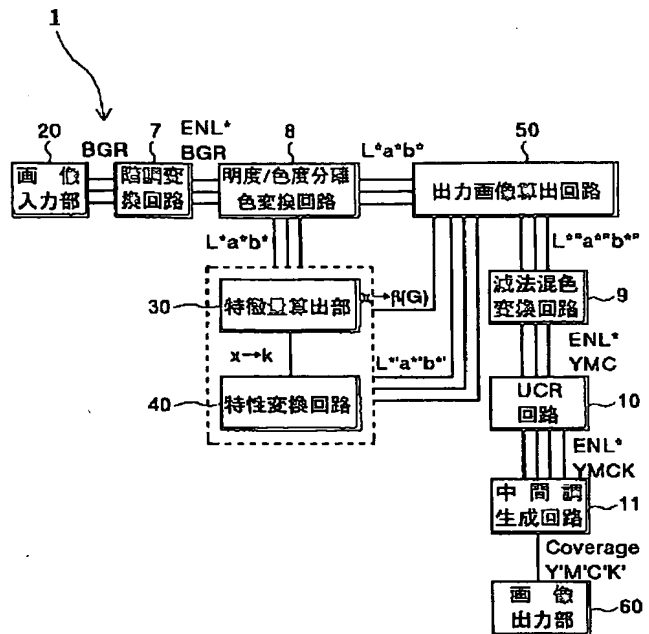 1
20
BGR
7
ENL*
BGR
8
L*a*b*
50
画像
入力部
階調変
換回路
明度/色度分離
色変換回路
出力画像算出回路
L*a*b*
L*"a*"b*"
30
特徴量算出部
α→β(G)
減法混色
変換回路
9
x→k
L*'a*'b*'
ENL*
YMC
40
特性変換回路
UCR
回路
10
ENL*
YMCK
中間調
生成回路
11
Coverage
Y'M'C'K'
画像
出力部
60